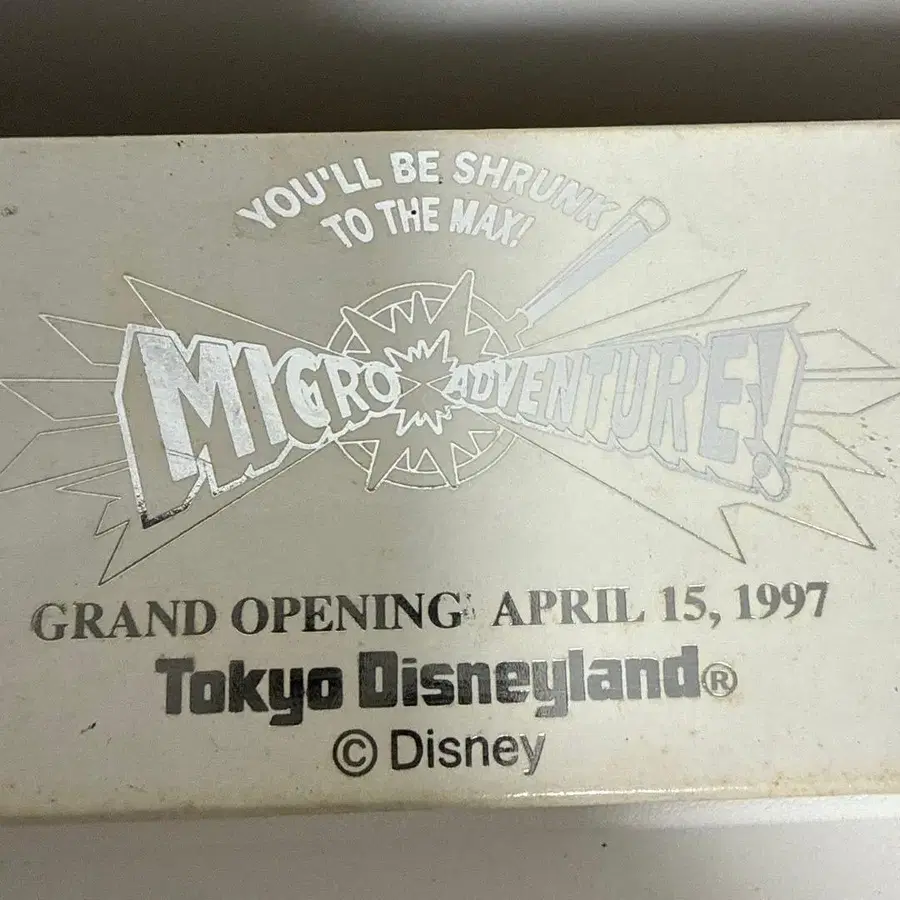 YOU'LL BE SHRUNK
TO THE MAX!
MICRO ADVENTURE!
GRAND OPENING APRIL 15, 1997
Tokyo Disneyland®
© Disney